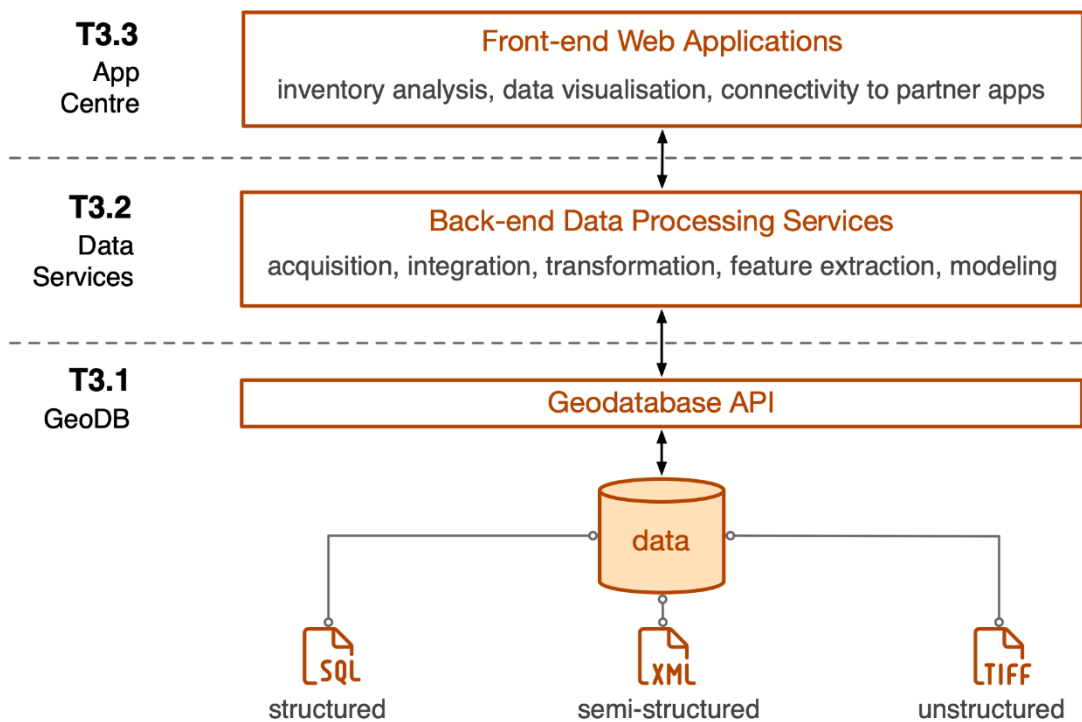 T3.3
App
Centre
Front-end Web Applications
inventory analysis, data visualisation, connectivity to partner apps
T3.2
Data
Services
Back-end Data Processing Services
acquisition, integration, transformation, feature extraction, modeling
T3.1
GeoDB
Geodatabase API
data
SQL
XML
TIFF
structured
semi-structured
unstructured